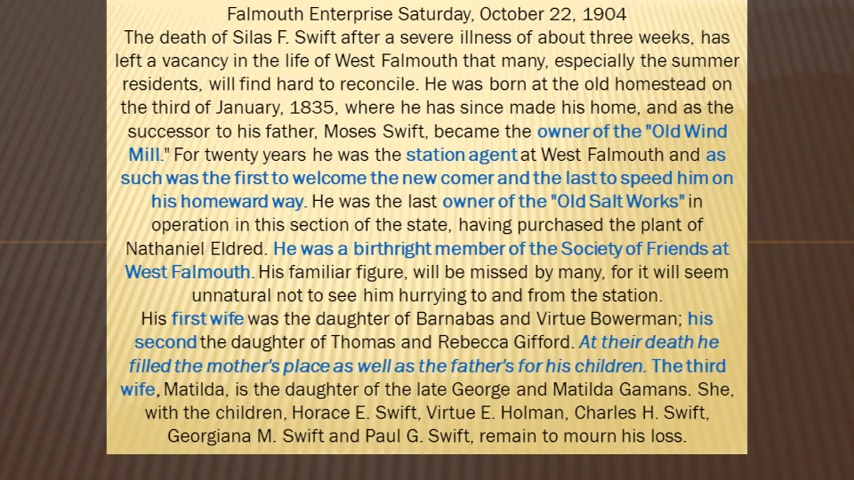 Falmouth Enterprise Saturday, October 22, 1904
The death of Silas F. Swift after a severe illness of about three weeks, has
left a vacancy in the life of West Falmouth that many, especially the summer
residents, will find hard to reconcile. He was born at the old homestead on
the third of January, 1835, where he has since made his home, and as the
successor to his father, Moses Swift, became the owner of the "Old Wind
Mill." For twenty years he was the station agent at West Falmouth and as
such was the first to welcome the new comer and the last to speed him on
his homeward way. He was the last owner of the "Old Salt Works" in
operation in this section of the state, having purchased the plant of
Nathaniel Eldred. He was a birthright member of the Society of Friends at
West Falmouth. His familiar figure, will be missed by many, for it will seem
unnatural not to see him hurrying to and from the station.
His first wife was the daughter of Barnabas and Virtue Bowerman; his
second the daughter of Thomas and Rebecca Gifford. At their death he
filled the mother's place as well as the father's for his children. The third
wife, Matilda, is the daughter of the late George and Matilda Gamans. She,
with the children, Horace E. Swift, Virtue E. Holman, Charles H. Swift,
Georgiana M. Swift and Paul G. Swift, remain to mourn his loss.